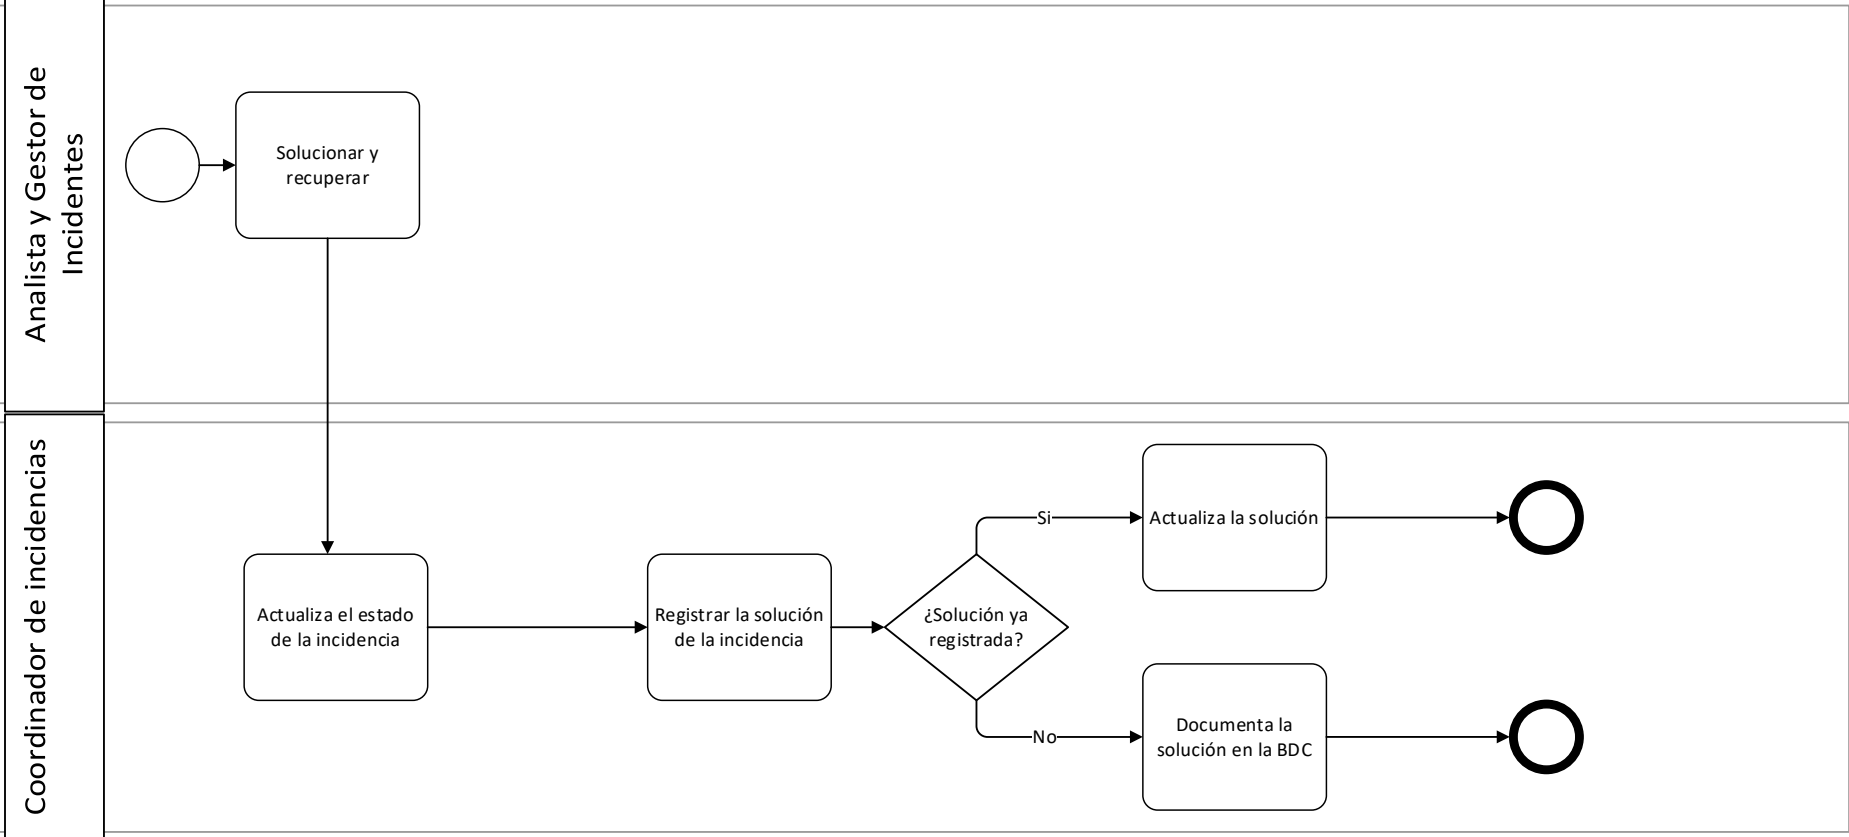 Analista y Gestor de
Incidentes
Solucionar y
recuperar
Coordinador de incidencias
Actualiza el estado
de la incidencia
Registrar la solución
de la incidencia
¿Solución ya
registrada?
Si
Actualiza la solución
No
Documenta la
solución en la BDC